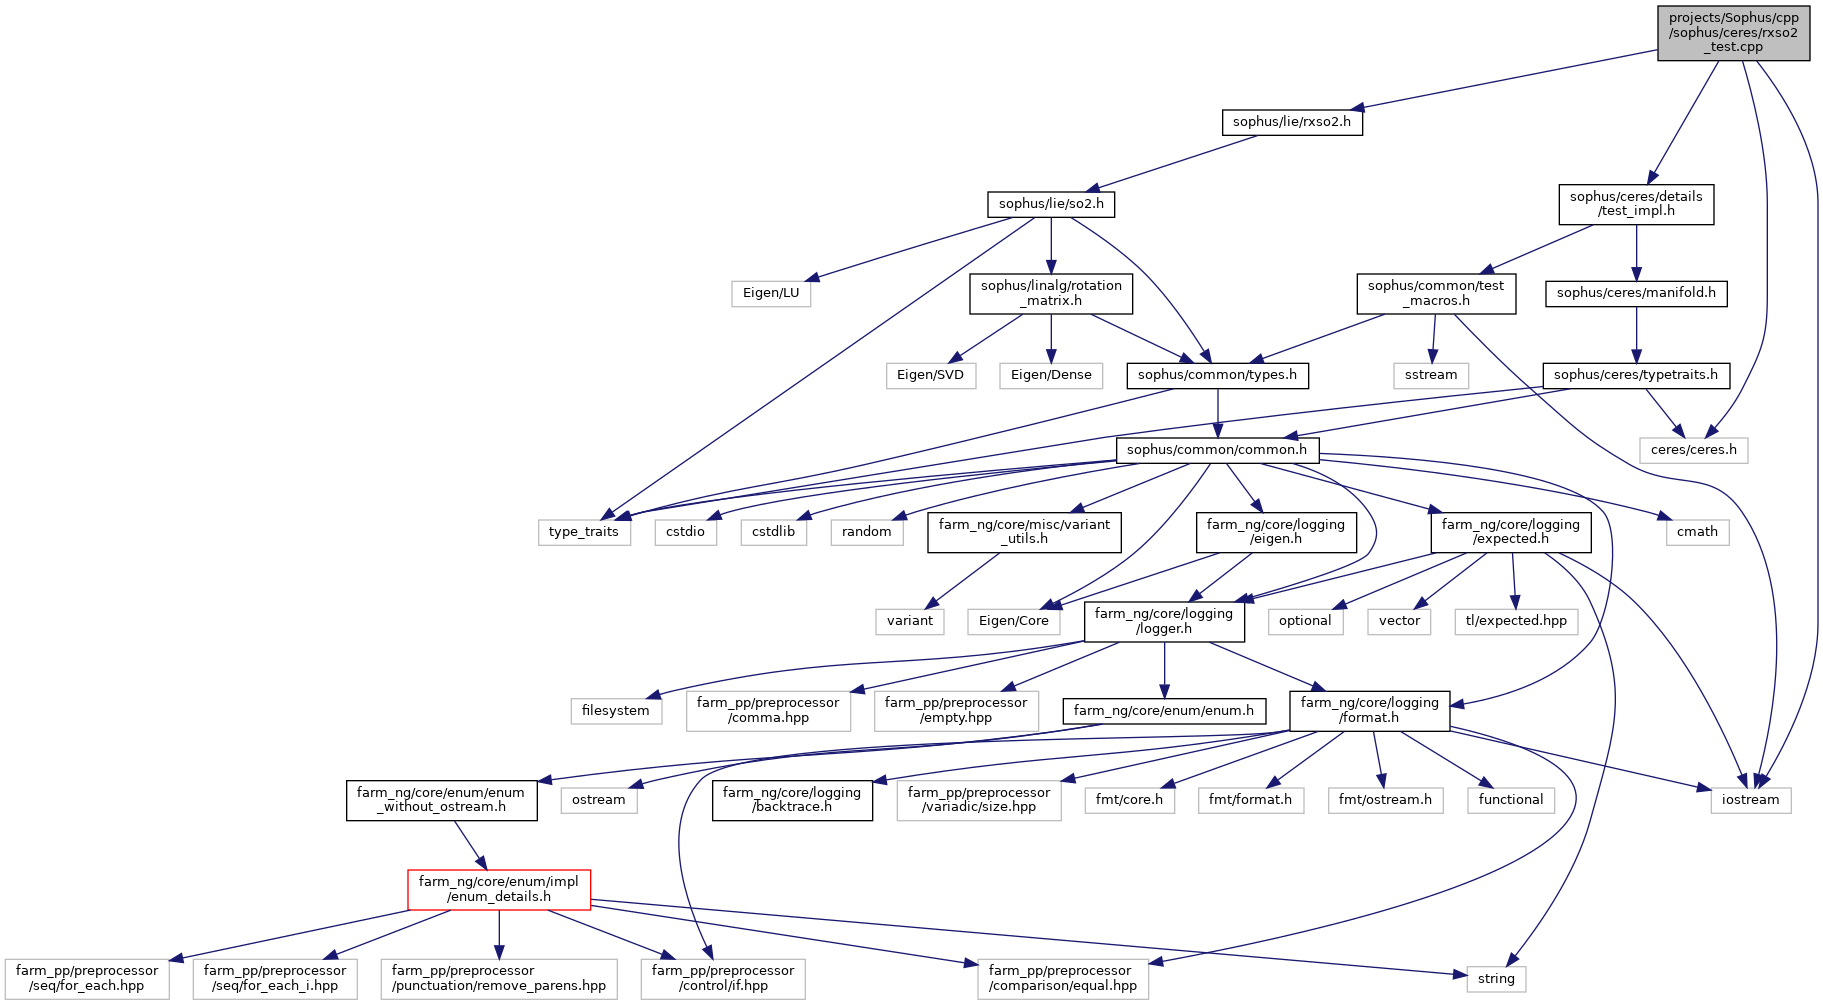 projects/Sophus/cpp
/sophus/ceres/rxso2
_test.cpp
sophus/lie/rxso2.h
sophus/ceres/details
/test_impl.h
sophus/lie/so2.h
Eigen/LU
sophus/linalg/rotation
_matrix.h
sophus/common/test
_macros.h
sophus/ceres/manifold.h
Eigen/SVD
Eigen/Dense
sophus/common/types.h
sstream
sophus/ceres/typetraits.h
sophus/common/common.h
ceres/ceres.h
type_traits
cstdio
cstdlib
random
farm_ng/core/misc/variant
_utils.h
farm_ng/core/logging
/eigen.h
farm_ng/core/logging
/expected.h
cmath
variant
Eigen/Core
farm_ng/core/logging
/logger.h
optional
vector
tl/expected.hpp
filesystem
farm_pp/preprocessor
/comma.hpp
farm_pp/preprocessor
/empty.hpp
farm_ng/core/enum/enum.h
farm_ng/core/logging
/format.h
farm_ng/core/enum/enum
_without_ostream.h
ostream
farm_ng/core/logging
/backtrace.h
farm_pp/preprocessor
/variadic/size.hpp
fmt/core.h
fmt/format.h
fmt/ostream.h
functional
iostream
farm_ng/core/enum/impl
/enum_details.h
farm_pp/preprocessor
/seq/for_each.hpp
farm_pp/preprocessor
/seq/for_each_i.hpp
farm_pp/preprocessor
/punctuation/remove_parens.hpp
farm_pp/preprocessor
/control/if.hpp
farm_pp/preprocessor
/comparison/equal.hpp
string